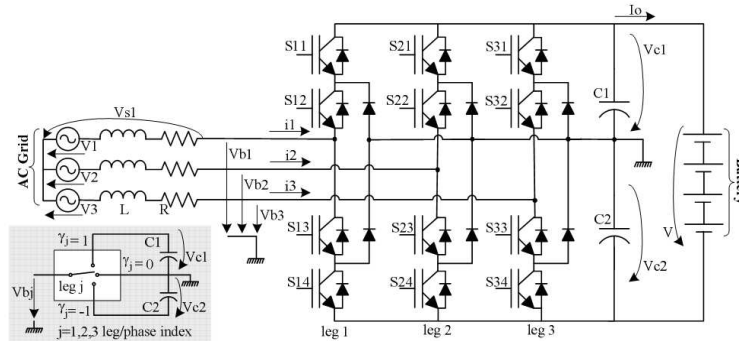 Io
S11
S21
S31
Vc1
C1
S12
S22
S32
Vs1
AC Grid
V1
i1
Vb1
V2
i2
Vb2
V3
L
R
i3
Vb3
Battery
V
C2
S13
S23
S33
Vc2
S14
S24
S34
γj= 1
C1
Vc1
γj= 0
leg j
Vbj
C2
Vc2
γj= -1
j=1,2,3 leg/phase index
leg 1
leg 2
leg 3